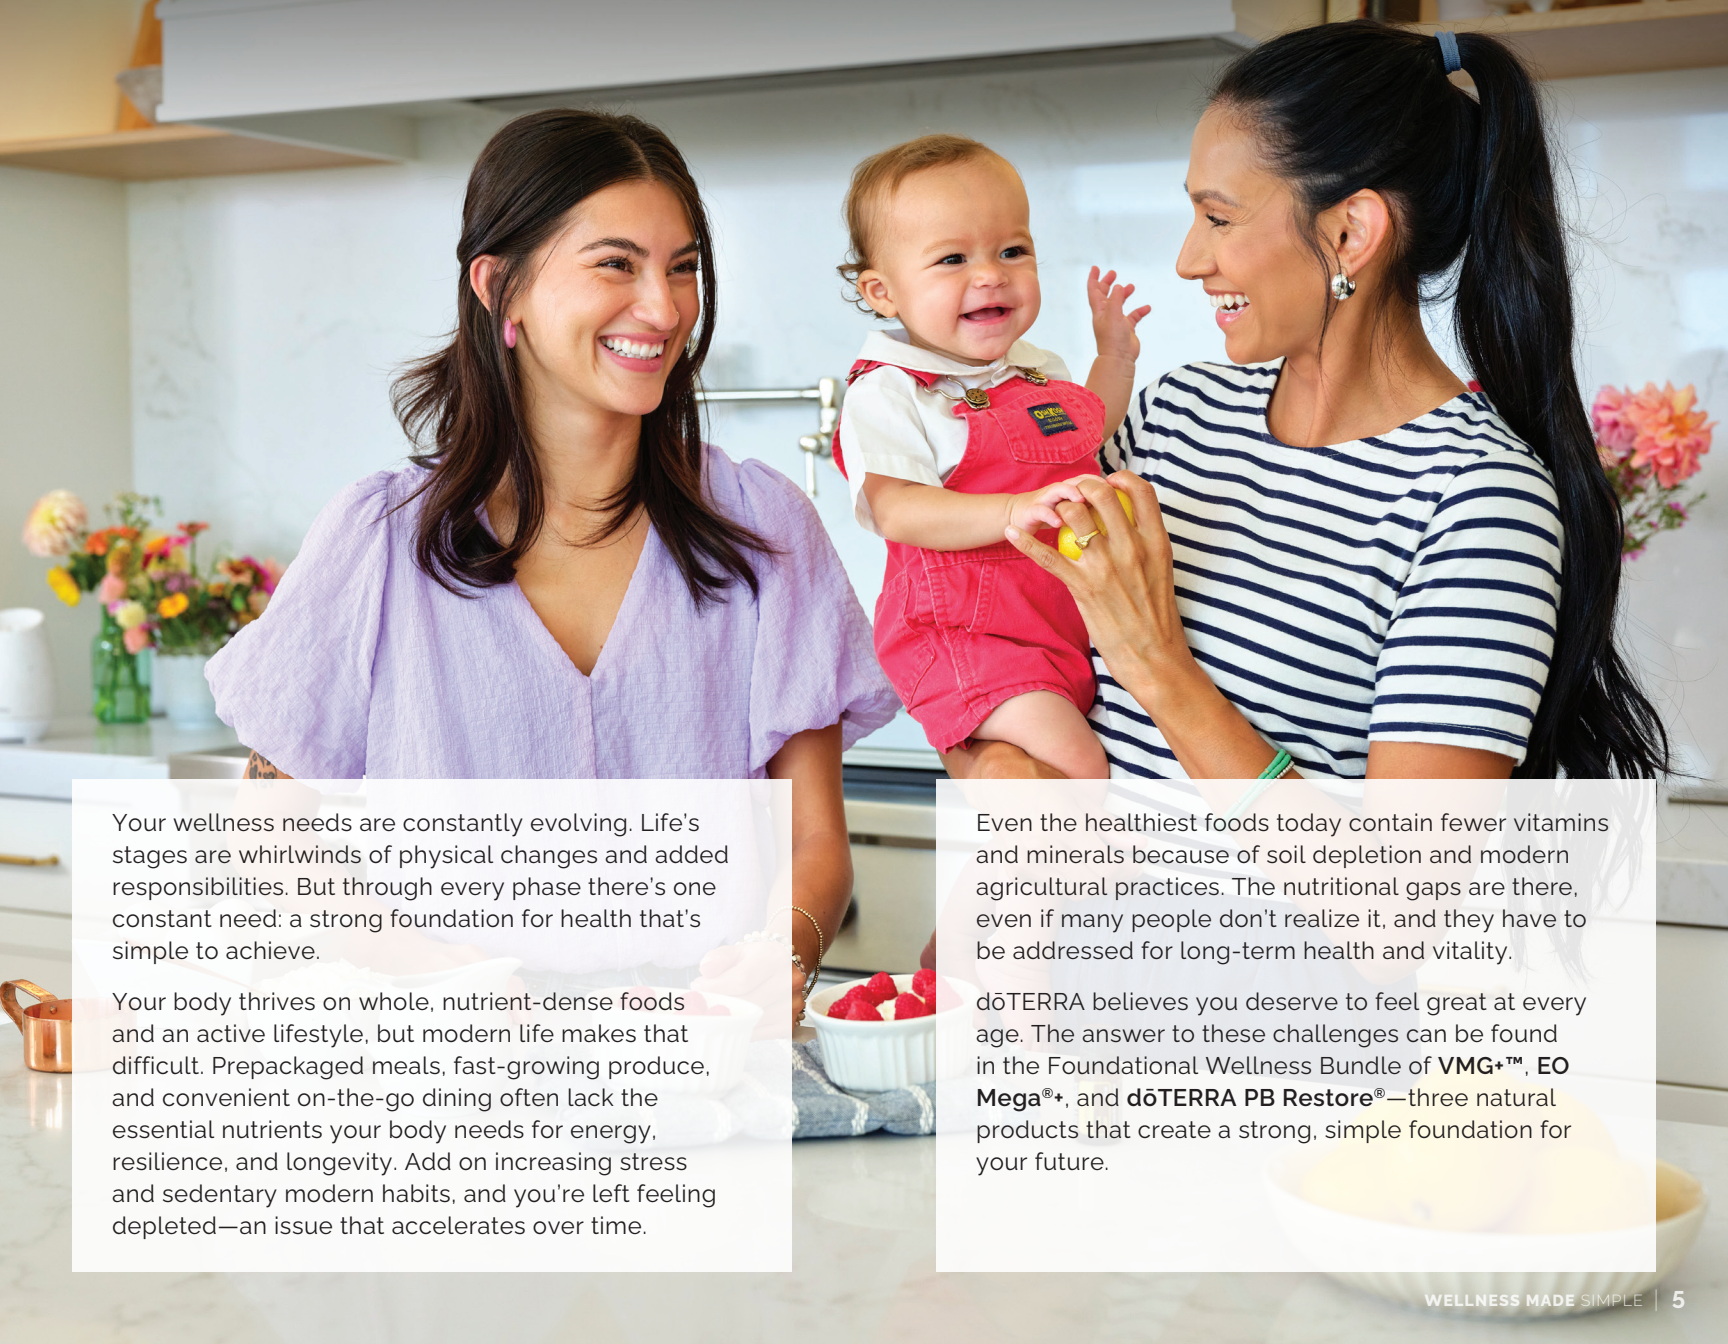 Your wellness needs are constantly evolving. Life’s
stages are whirlwinds of physical changes and added
responsibilities. But through every phase there’s one
constant need: a strong foundation for health that’s
simple to achieve.
Your body thrives on whole, nutrient-dense foods
and an active lifestyle, but modern life makes that
difficult. Prepackaged meals, fast-growing produce,
and convenient on-the-go dining often lack the
essential nutrients your body needs for energy,
resilience, and longevity. Add on increasing stress
and sedentary modern habits, and you’re left feeling
depleted—an issue that accelerates over time.
Even the healthiest foods today contain fewer vitamins
and minerals because of soil depletion and modern
agricultural practices. The nutritional gaps are there,
even if many people don’t realize it, and they have to
be addressed for long-term health and vitality.
dōTERRA believes you deserve to feel great at every
age. The answer to these challenges can be found
in the Foundational Wellness Bundle of VMG+™, EO
Mega®+, and dōTERRA PB Restore®—three natural
products that create a strong, simple foundation for
your future.
WELLNESS MADE SIMPLE | 5